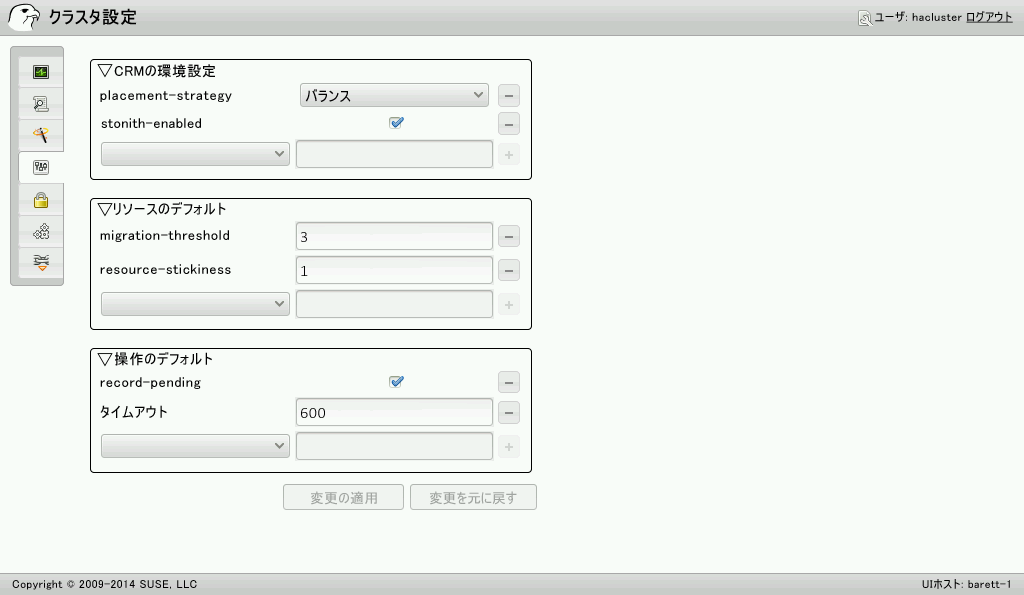 クラスタ設定
ユーザ: hacluster ログアウト
▽CRMの環境設定
placement-strategy
バランス
stonith-enabled
▽リソースのデフォルト
migration-threshold
3
resource-stickiness
1
▽操作のデフォルト
record-pending
タイムアウト
600
変更の適用
変更を元に戻す
Copyright © 2009-2014 SUSE, LLC
UIホスト: barett-1